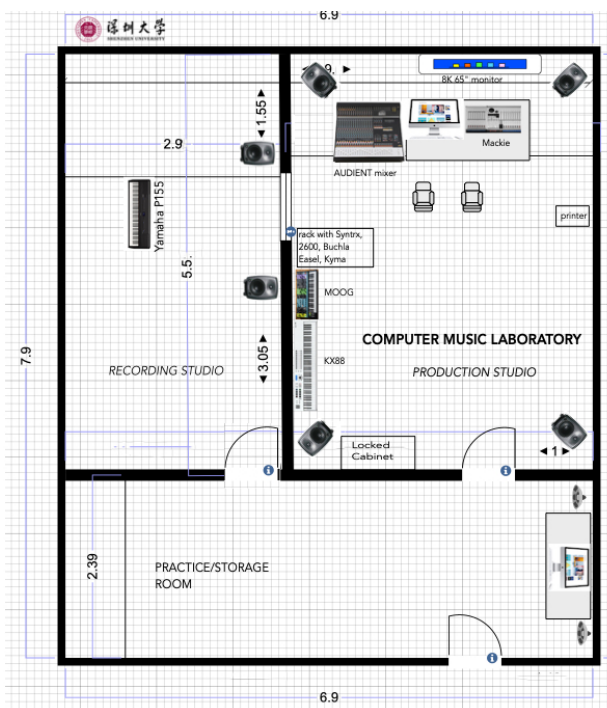 深圳大学
SHENZHEN UNIVERSITY
6.9
8K 65" monitor
1.55
2.9
AUDIENT mixer
Mackie
Yamaha P155
printer
rack with Syntrx,
2600, Buchla
Easel, Kyma
5.5.
MOOG
COMPUTER MUSIC LABORATORY
7.9
3.05
KX88
RECORDING STUDIO
PRODUCTION STUDIO
Locked
Cabinet
1
2.39
PRACTICE/STORAGE
ROOM
6.9